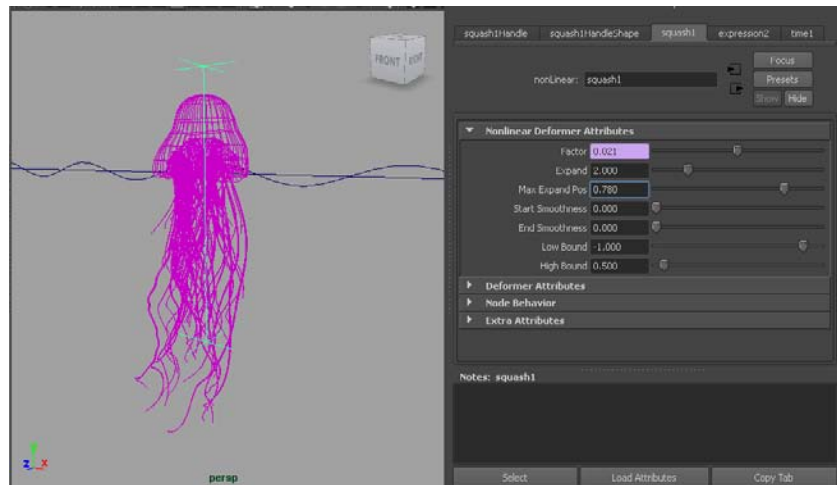 squash1Handle squash1HandleShape squash1 expression2 time1
FRONT
Focus
nonLinear: squash1
Presets
Show Hide
Nonlinear Deformer Attributes
Factor 0.021
Expand 2.000
Max Expand Pos 0.780
Start Smoothness 0.000
End Smoothness 0.000
Low Bound -1.000
High Bound 0.500
Deformer Attributes
Node Behavior
Extra Attributes
Notes: squash1
z x
persp
Select Load Attributes Copy Tab